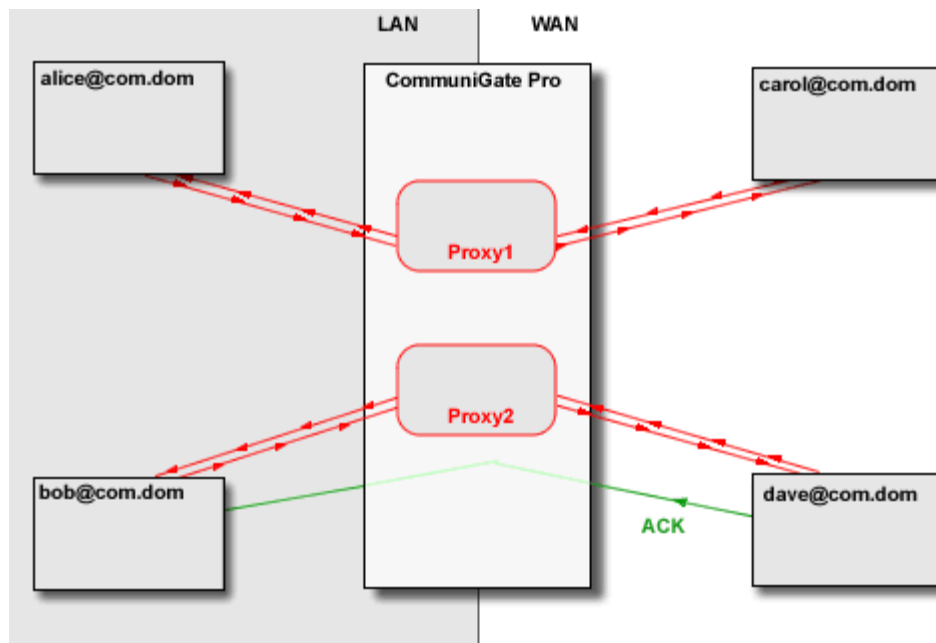 LAN
WAN
alice@com.dom
CommuniGate Pro
carol@com.dom
Proxy1
Proxy2
bob@com.dom
dave@com.dom
ACK